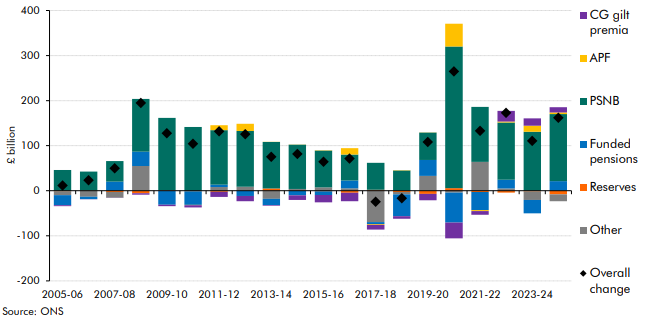 400
300
200
100
0
-100
-200
£ billion
2005-06 2007-08 2009-10 2011-12 2013-14 2015-16 2017-18 2019-20 2021-22 2023-24
CG gilt
premia
APF
PSNB
Funded
pensions
Reserves
Other
Overall
change
Source: ONS